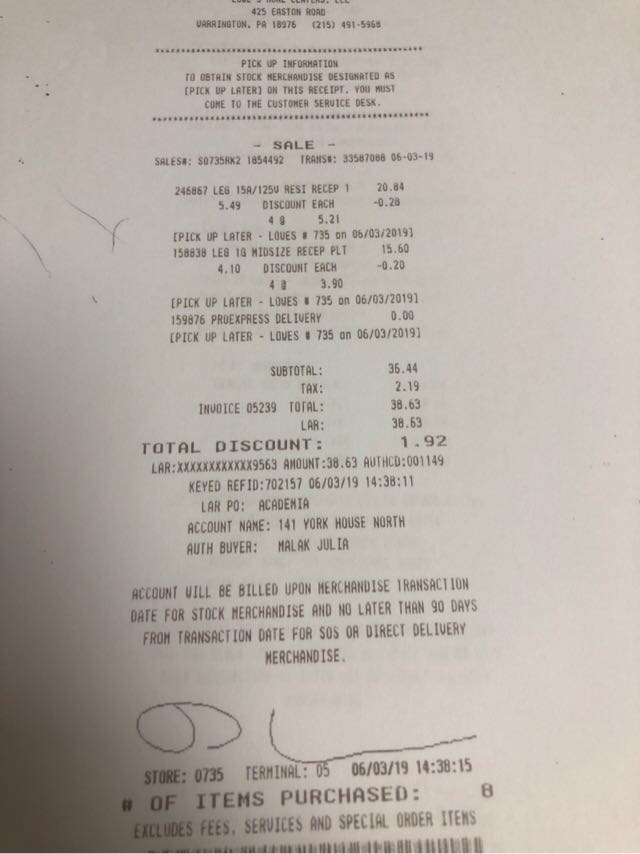 425 EASTON ROAD
WARRINGTON, PA 18976 (215) 491-5968
****************************************************
PICK UP INFORMATION
TO OBTAIN STOCK MERCHANDISE DESIGNATED AS
[PICK UP LATER] ON THIS RECEIPT, YOU MUST
COME TO THE CUSTOMER SERVICE DESK.
****************************************************
- SALE -
SALES#: S0735RK2 1854492 TRANS#: 33587088 06-03-19
246867 LEG 15A/125V RESI RECEP 1 20.84
5.49 DISCOUNT EACH -0.28
4 @ 5.21
[PICK UP LATER - LOWES # 735 on 06/03/2019]
158838 LEG 1G MIDSIZE RECEP PLT 15.60
4.10 DISCOUNT EACH -0.20
4 @ 3.90
[PICK UP LATER - LOWES # 735 on 06/03/2019]
159876 PROEXPRESS DELIVERY 0.00
[PICK UP LATER - LOWES # 735 on 06/03/2019]
SUBTOTAL: 36.44
TAX: 2.19
INVOICE 05239 TOTAL: 38.63
LAR: 38.63
TOTAL DISCOUNT: 1.92
LAR:XXXXXXXXXXXX9563 AMOUNT:38.63 AUTHCD:001149
KEYED REFID:702157 06/03/19 14:38:11
LAR PO: ACADEMIA
ACCOUNT NAME: 141 YORK HOUSE NORTH
AUTH BUYER: MALAK JULIA
ACCOUNT WILL BE BILLED UPON MERCHANDISE TRANSACTION
DATE FOR STOCK MERCHANDISE AND NO LATER THAN 90 DAYS
FROM TRANSACTION DATE FOR SOS OR DIRECT DELIVERY
MERCHANDISE.
STORE: 0735 TERMINAL: 05 06/03/19 14:38:15
# OF ITEMS PURCHASED: 8
EXCLUDES FEES, SERVICES AND SPECIAL ORDER ITEMS